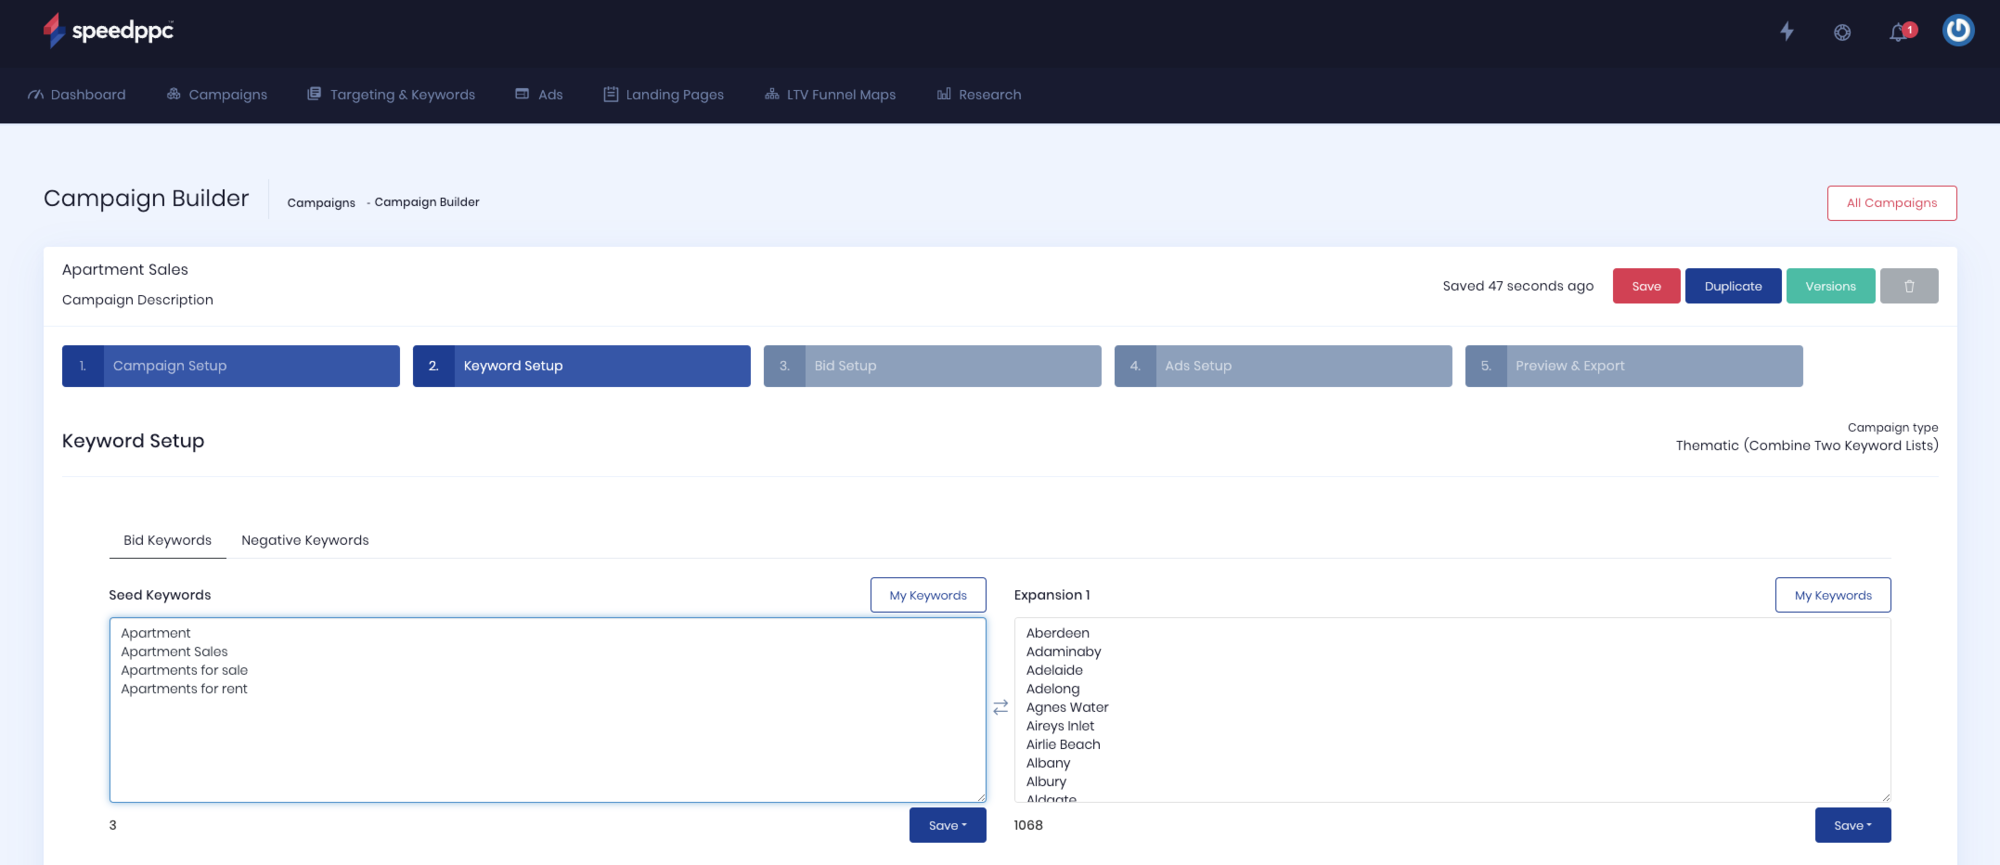 speedppc™
1
Dashboard
Campaigns
Targeting & Keywords
Ads
Landing Pages
LTV Funnel Maps
Research
Campaign Builder
Campaigns - Campaign Builder
All Campaigns
Apartment Sales
Campaign Description
Saved 47 seconds ago
Save
Duplicate
Versions
1. Campaign Setup
2. Keyword Setup
3. Bid Setup
4. Ads Setup
5. Preview & Export
Keyword Setup
Campaign type
Thematic (Combine Two Keyword Lists)
Bid Keywords
Negative Keywords
Seed Keywords
My Keywords
Apartment
Apartment Sales
Apartments for sale
Apartments for rent
3
Save
Expansion 1
My Keywords
Aberdeen
Adaminaby
Adelaide
Adelong
Agnes Water
Aireys Inlet
Airlie Beach
Albany
Albury
Aldgate
1068
Save